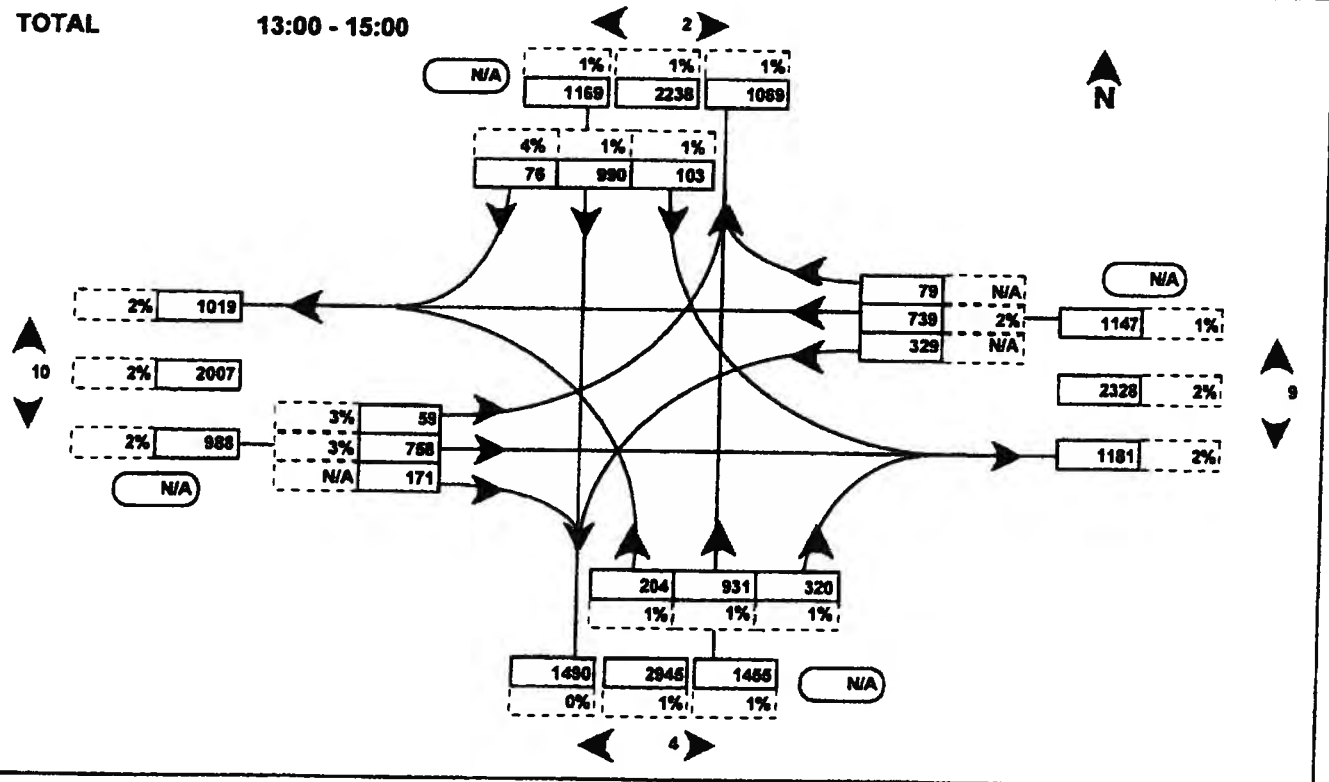 TOTAL 13:00 - 15:00 2
N/A 1% 1% 1%
1169 2238 1069
N
4% 1% 1%
76 990 103
79 N/A N/A
2% 1019 739 2% 1147 1%
329 N/A
10 2% 2007 2328 2% 9
3% 59
2% 988 3% 758 1181 2%
N/A N/A 171
204 931 320
1% 1% 1%
1490 2945 1455 N/A
0% 1% 1%
4